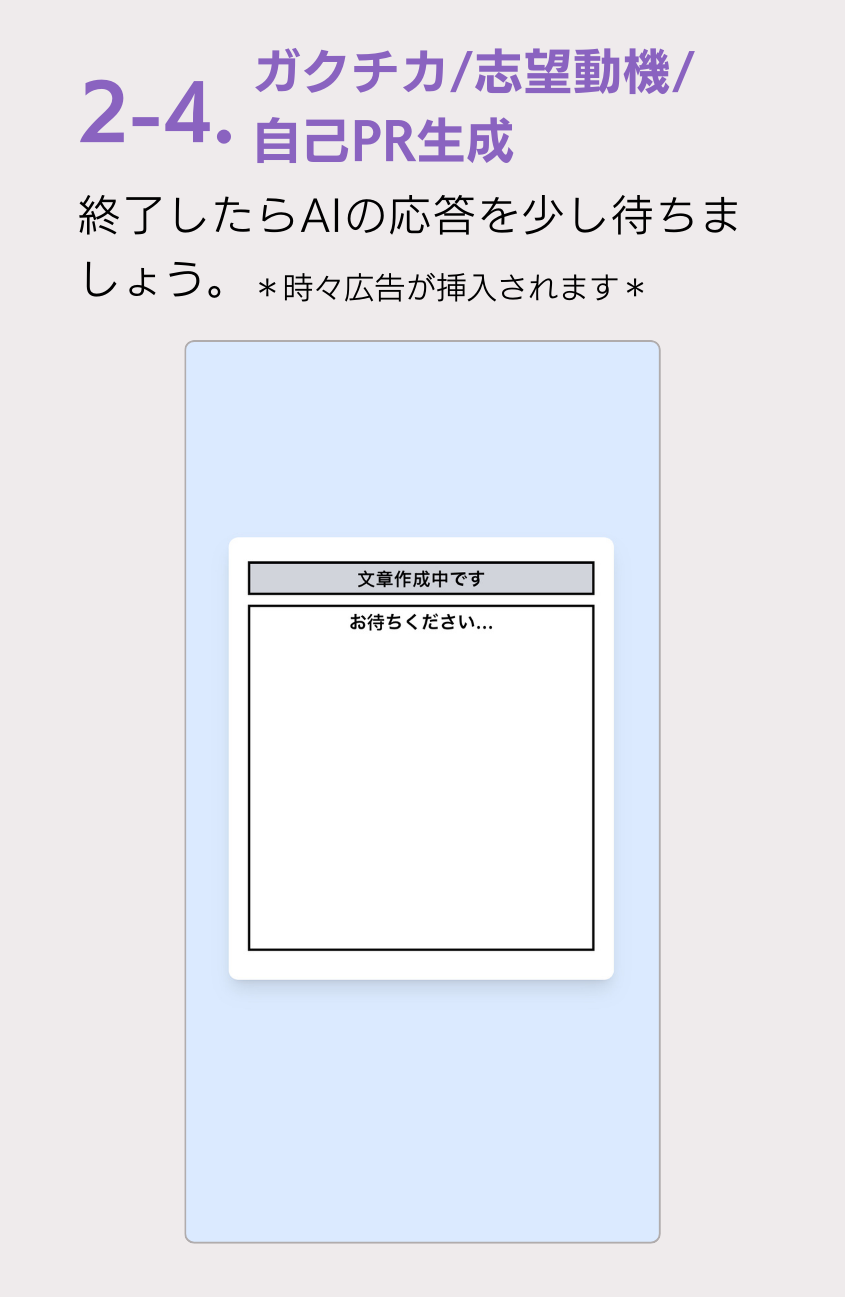 2-4. ガクチカ/志望動機/
自己PR生成
終了したらAIの応答を少し待ちま
しょう。 *時々広告が挿入されます*
文章作成中です
お待ちください...